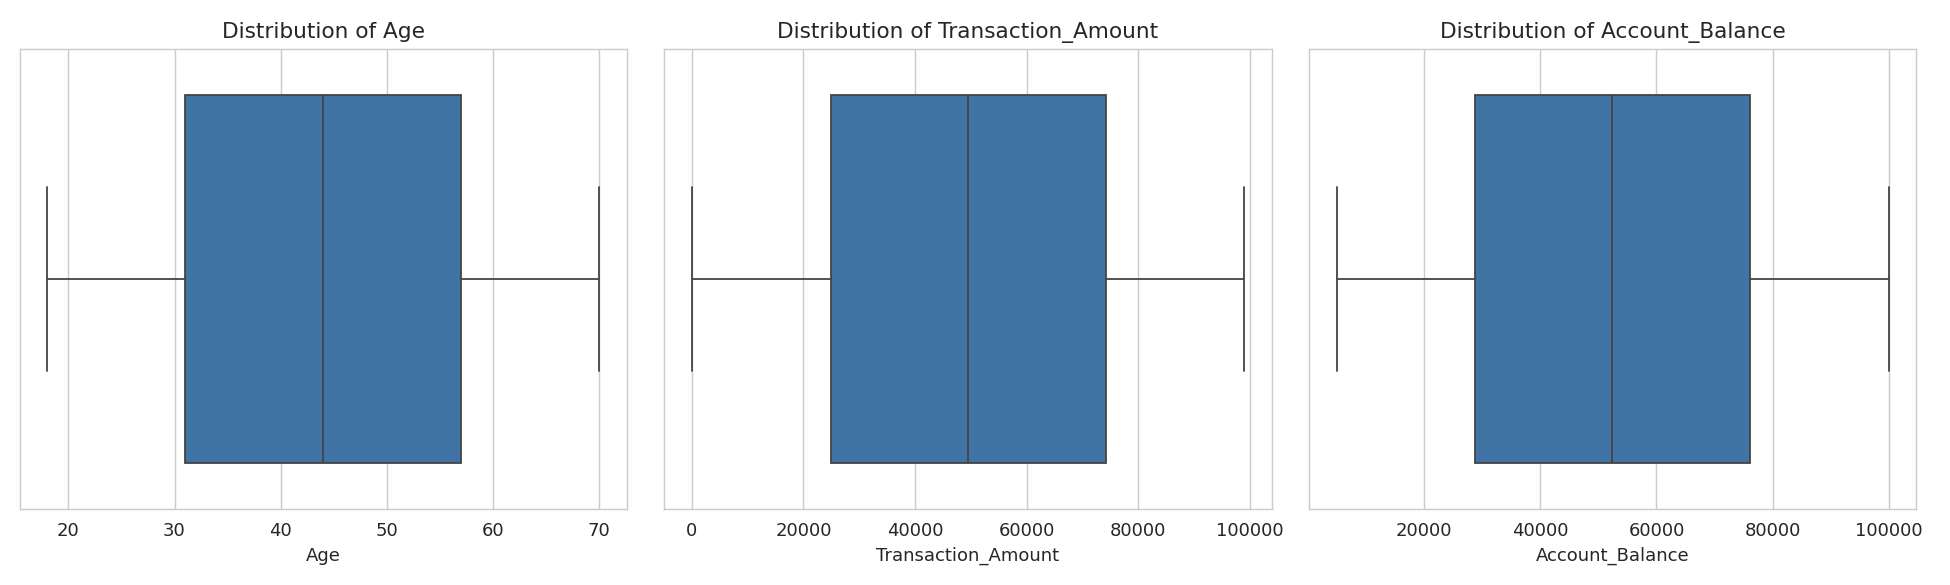 Distribution of Age
20 30 40 50 60 70
Age
Distribution of Transaction_Amount
0 20000 40000 60000 80000 100000
Transaction_Amount
Distribution of Account_Balance
20000 40000 60000 80000 100000
Account_Balance